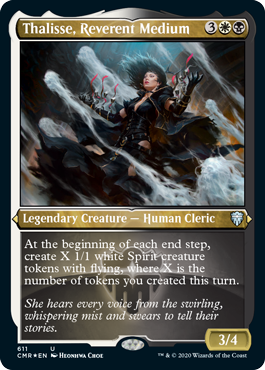 Thalisse, Reverent Medium 3
Legendary Creature — Human Cleric
At the beginning of each end step,
create X 1/1 white Spirit creature
tokens with flying, where X is the
number of tokens you created this turn.
She hears every voice from the swirling,
whispering mist and swears to tell their
stories.
3/4
611 U
CMR★EN Heonhwa Choe
™ & © 2020 Wizards of the Coast